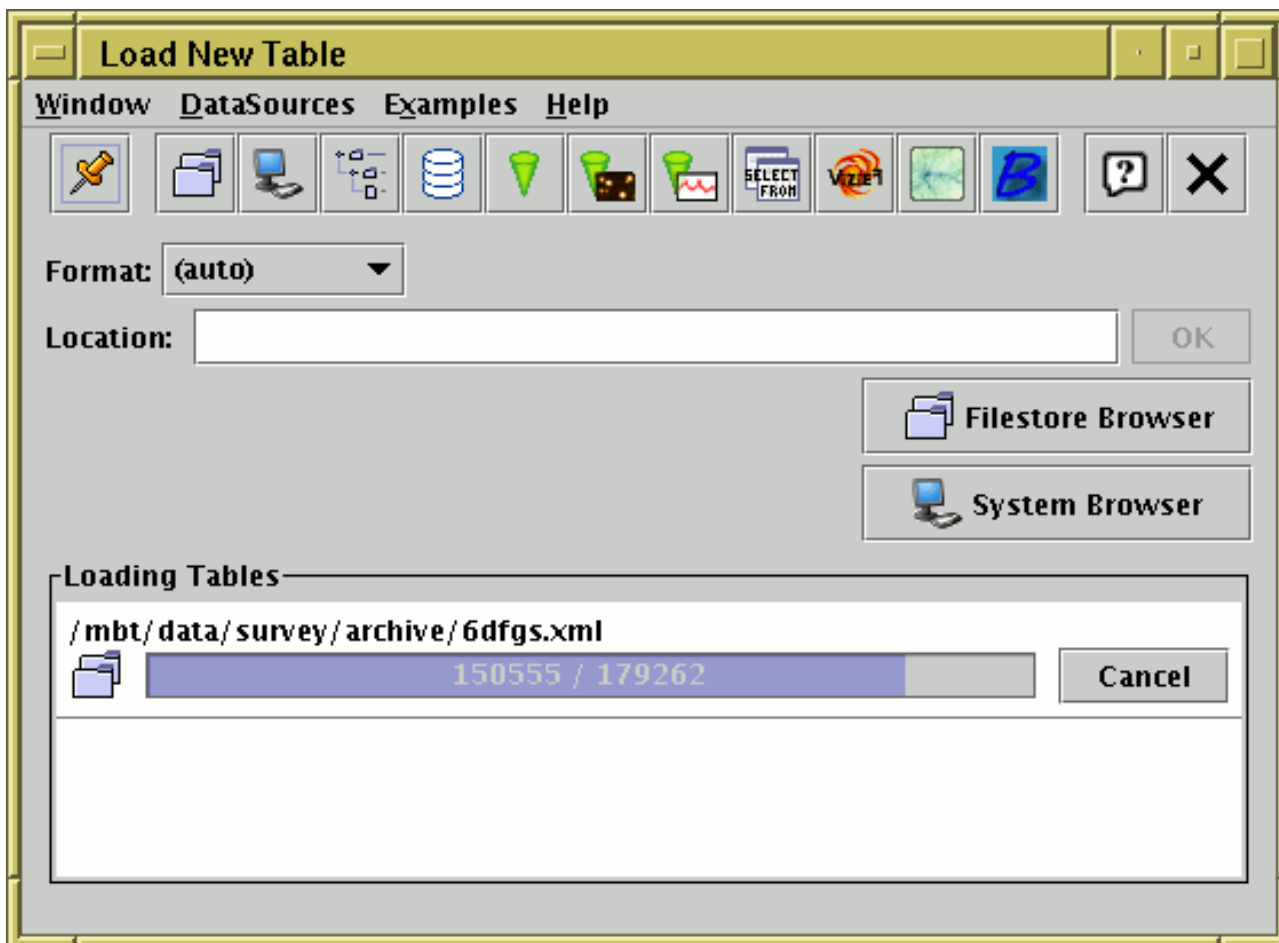 Load New Table
Window DataSources Examples Help
SELECT
FROM
VizieR
B
?
Format: (auto)
Location:
OK
Filestore Browser
System Browser
Loading Tables
/mbt/data/survey/archive/6dfgs.xml
150555 / 179262
Cancel